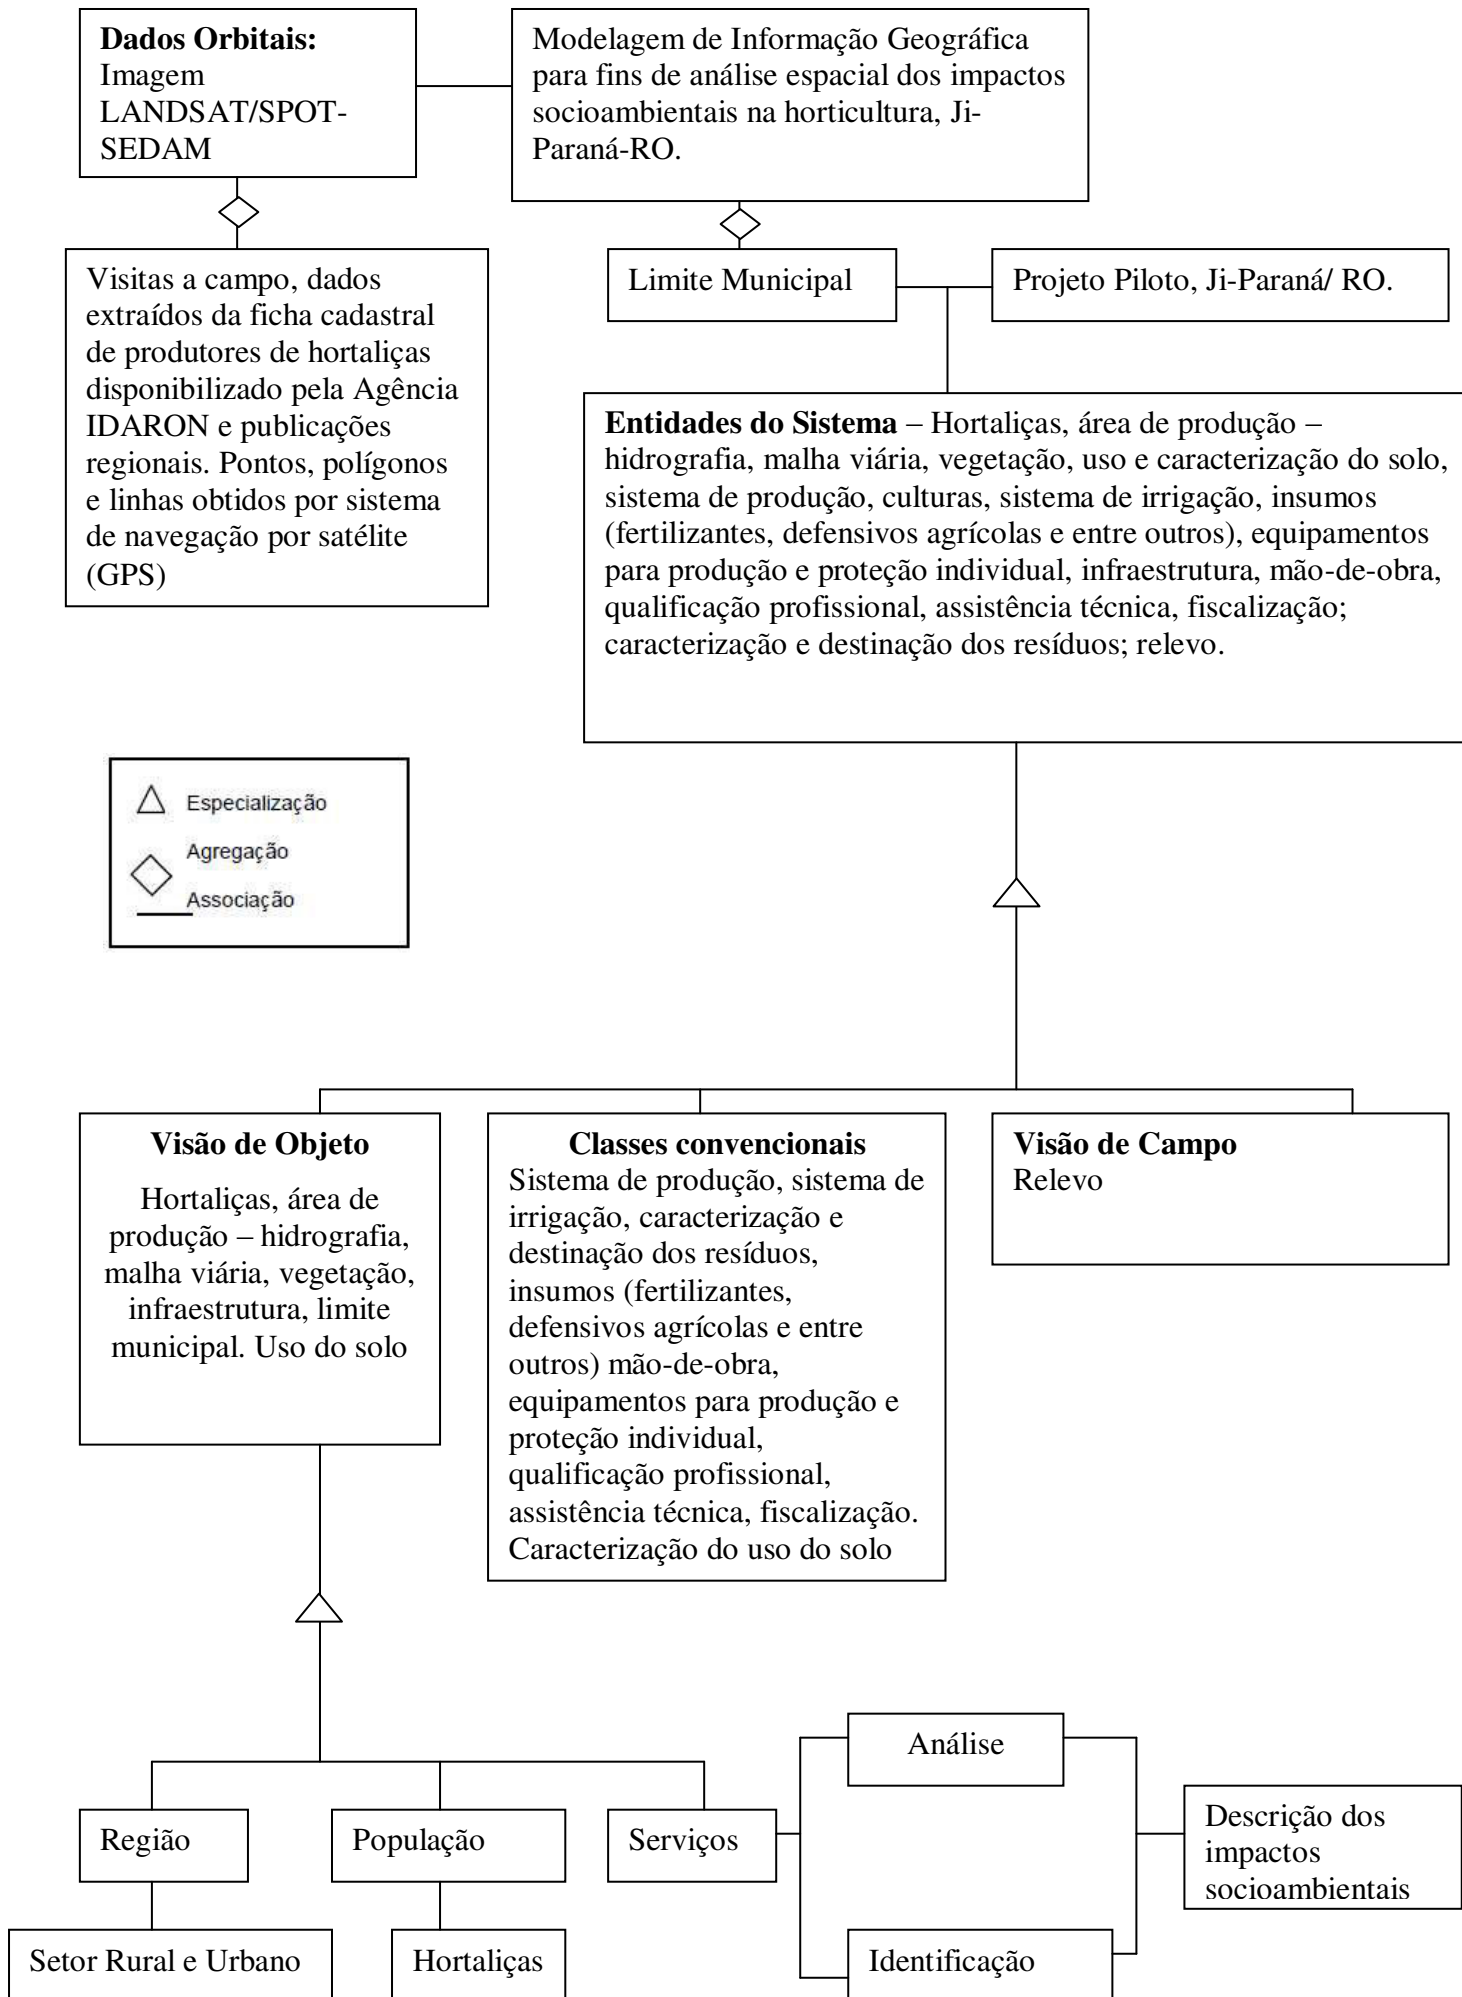 Dados Orbitais:
Imagem
LANDSAT/SPOT-
SEDAM
Modelagem de Informação Geográfica
para fins de análise espacial dos impactos
socioambientais na horticultura, Ji-
Paraná-RO.
Visitas a campo, dados
extraídos da ficha cadastral
de produtores de hortaliças
disponibilizado pela Agência
IDARON e publicações
regionais. Pontos, polígonos
e linhas obtidos por sistema
de navegação por satélite
(GPS)
Limite Municipal
Projeto Piloto, Ji-Paraná/ RO.
Entidades do Sistema – Hortaliças, área de produção –
hidrografia, malha viária, vegetação, uso e caracterização do solo,
sistema de produção, culturas, sistema de irrigação, insumos
(fertilizantes, defensivos agrícolas e entre outros), equipamentos
para produção e proteção individual, infraestrutura, mão-de-obra,
qualificação profissional, assistência técnica, fiscalização;
caracterização e destinação dos resíduos; relevo.
Especialização
Agregação
Associação
Visão de Objeto
Hortaliças, área de
produção – hidrografia,
malha viária, vegetação,
infraestrutura, limite
municipal. Uso do solo
Classes convencionais
Sistema de produção, sistema de
irrigação, caracterização e
destinação dos resíduos,
insumos (fertilizantes,
defensivos agrícolas e entre
outros) mão-de-obra,
equipamentos para produção e
proteção individual,
qualificação profissional,
assistência técnica, fiscalização.
Caracterização do uso do solo
Visão de Campo
Relevo
Região
População
Serviços
Análise
Descrição dos
impactos
socioambientais
Setor Rural e Urbano
Hortaliças
Identificação